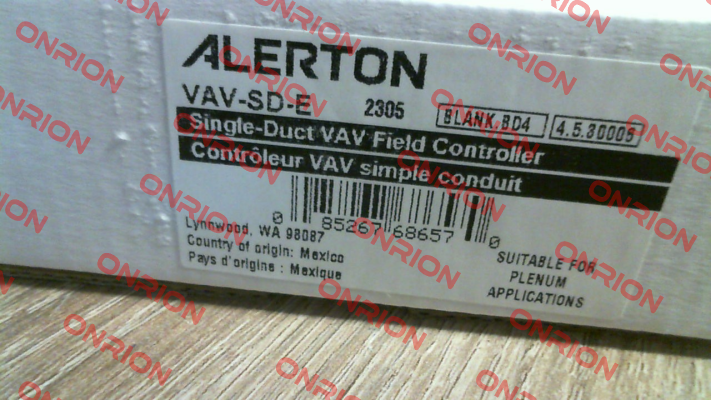 ALERTON
VAV-SD-E 2305 BLANK.BD4 4.5.30006
Single-Duct VAV Field Controller
Contrôleur VAV simple conduit
0 85267 68657 0
Lynnwood, WA 98087
Country of origin: Mexico
Pays d'origine : Mexique
SUITABLE FOR
PLENUM
APPLICATIONS
ONRION